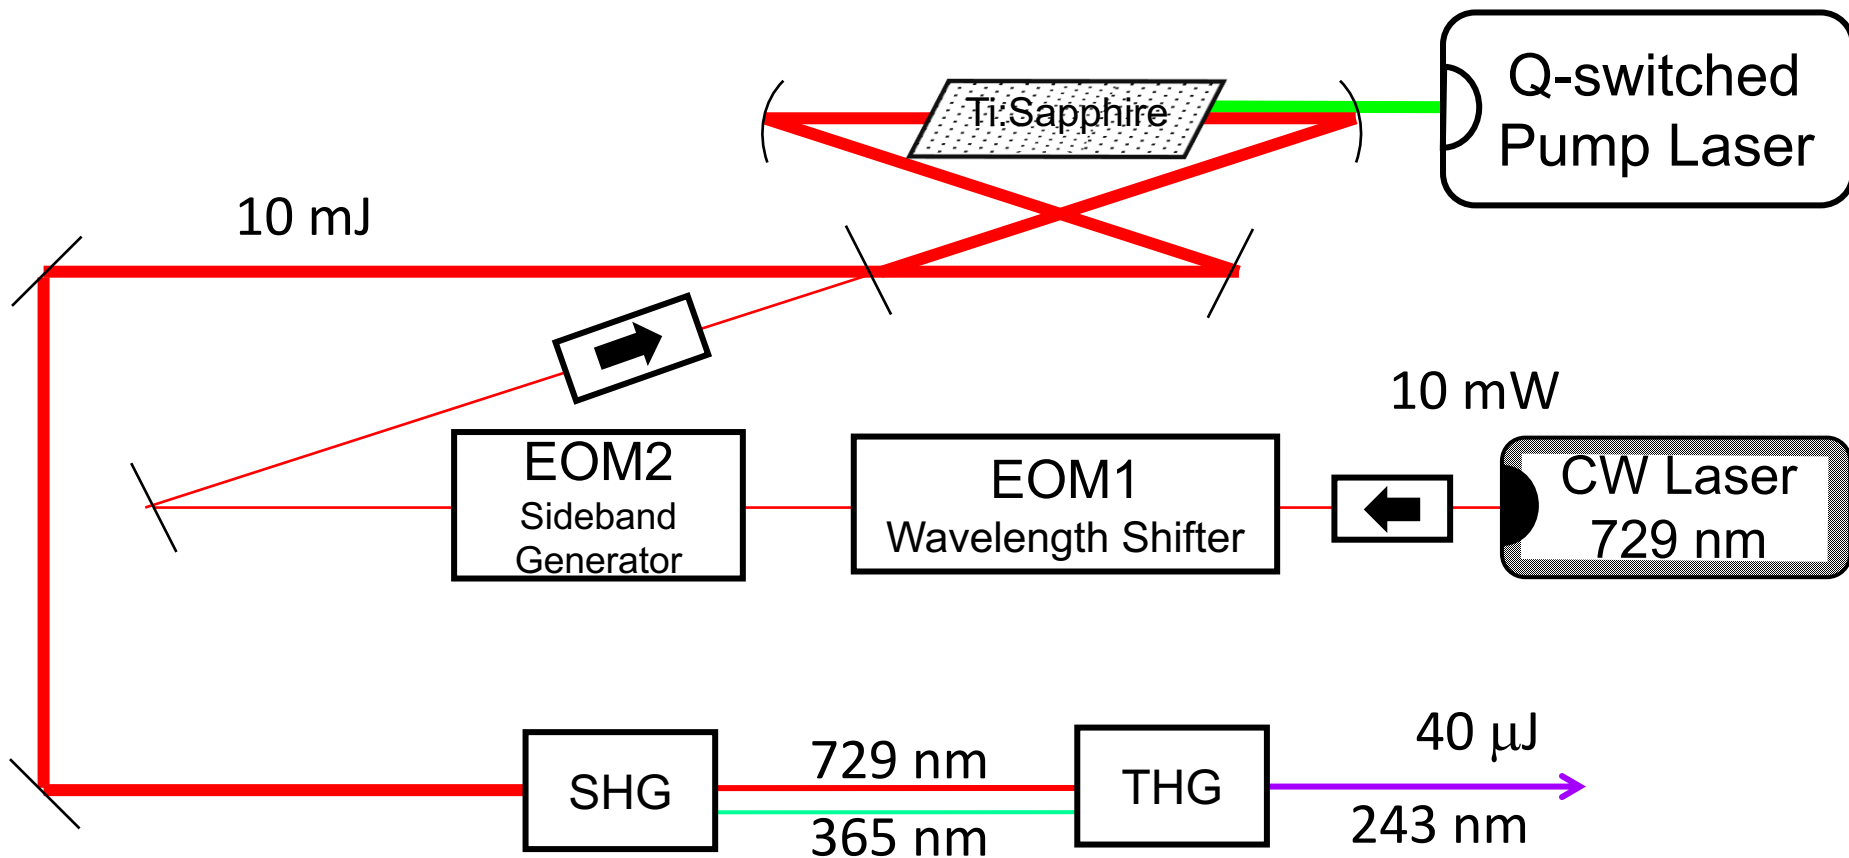 Q-switched
Pump Laser
Ti:Sapphire
10 mJ
10 mW
EOM2
Sideband
Generator
EOM1
Wavelength Shifter
CW Laser
729 nm
SHG
729 nm
365 nm
THG
40 μJ
243 nm